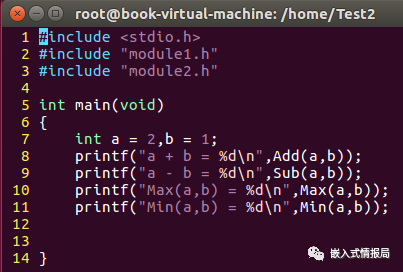 root@book-virtual-machine: /home/Test2
1 #include <stdio.h>
2 #include "module1.h"
3 #include "module2.h"
4
5 int main(void)
6 {
7     int a = 2,b = 1;
8     printf("a + b = %d\n",Add(a,b));
9     printf("a - b = %d\n",Sub(a,b));
10     printf("Max(a,b) = %d\n",Max(a,b));
11     printf("Min(a,b) = %d\n",Min(a,b));
12
13
14 }
嵌入式情报局